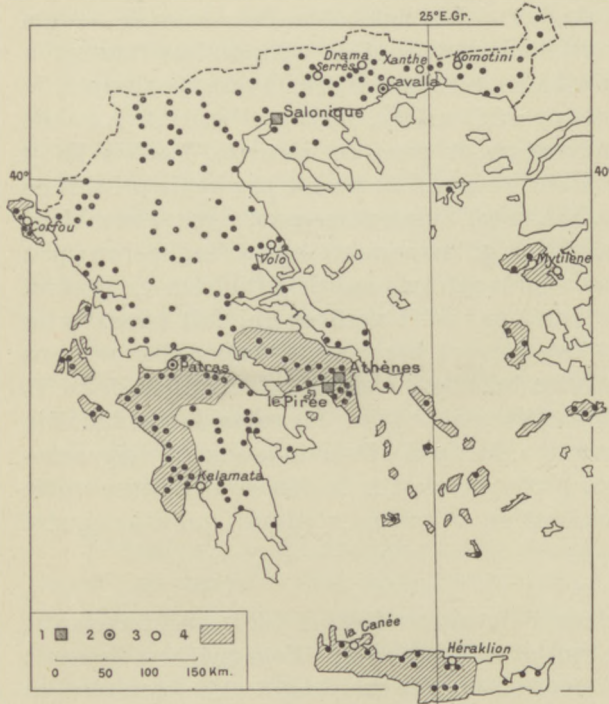 25°E.Gr.
Drama
Xanthe
Komotini
Serrès
Cavalla
Salonique
40°
40°
Corfou
Volo
Mytilène
Patras
Athènes
le Pirée
Kalamata
la Canée
Héraklion
1 2 3 4
0 50 100 150 Km.